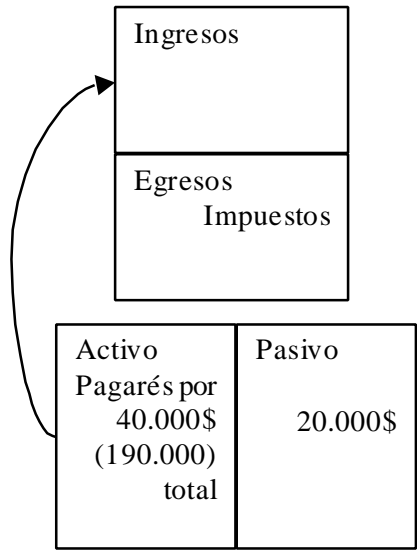 Ingresos
Egresos
Impuestos
Activo
Pagarés por
40.000$
(190.000)
total
Pasivo
20.000$